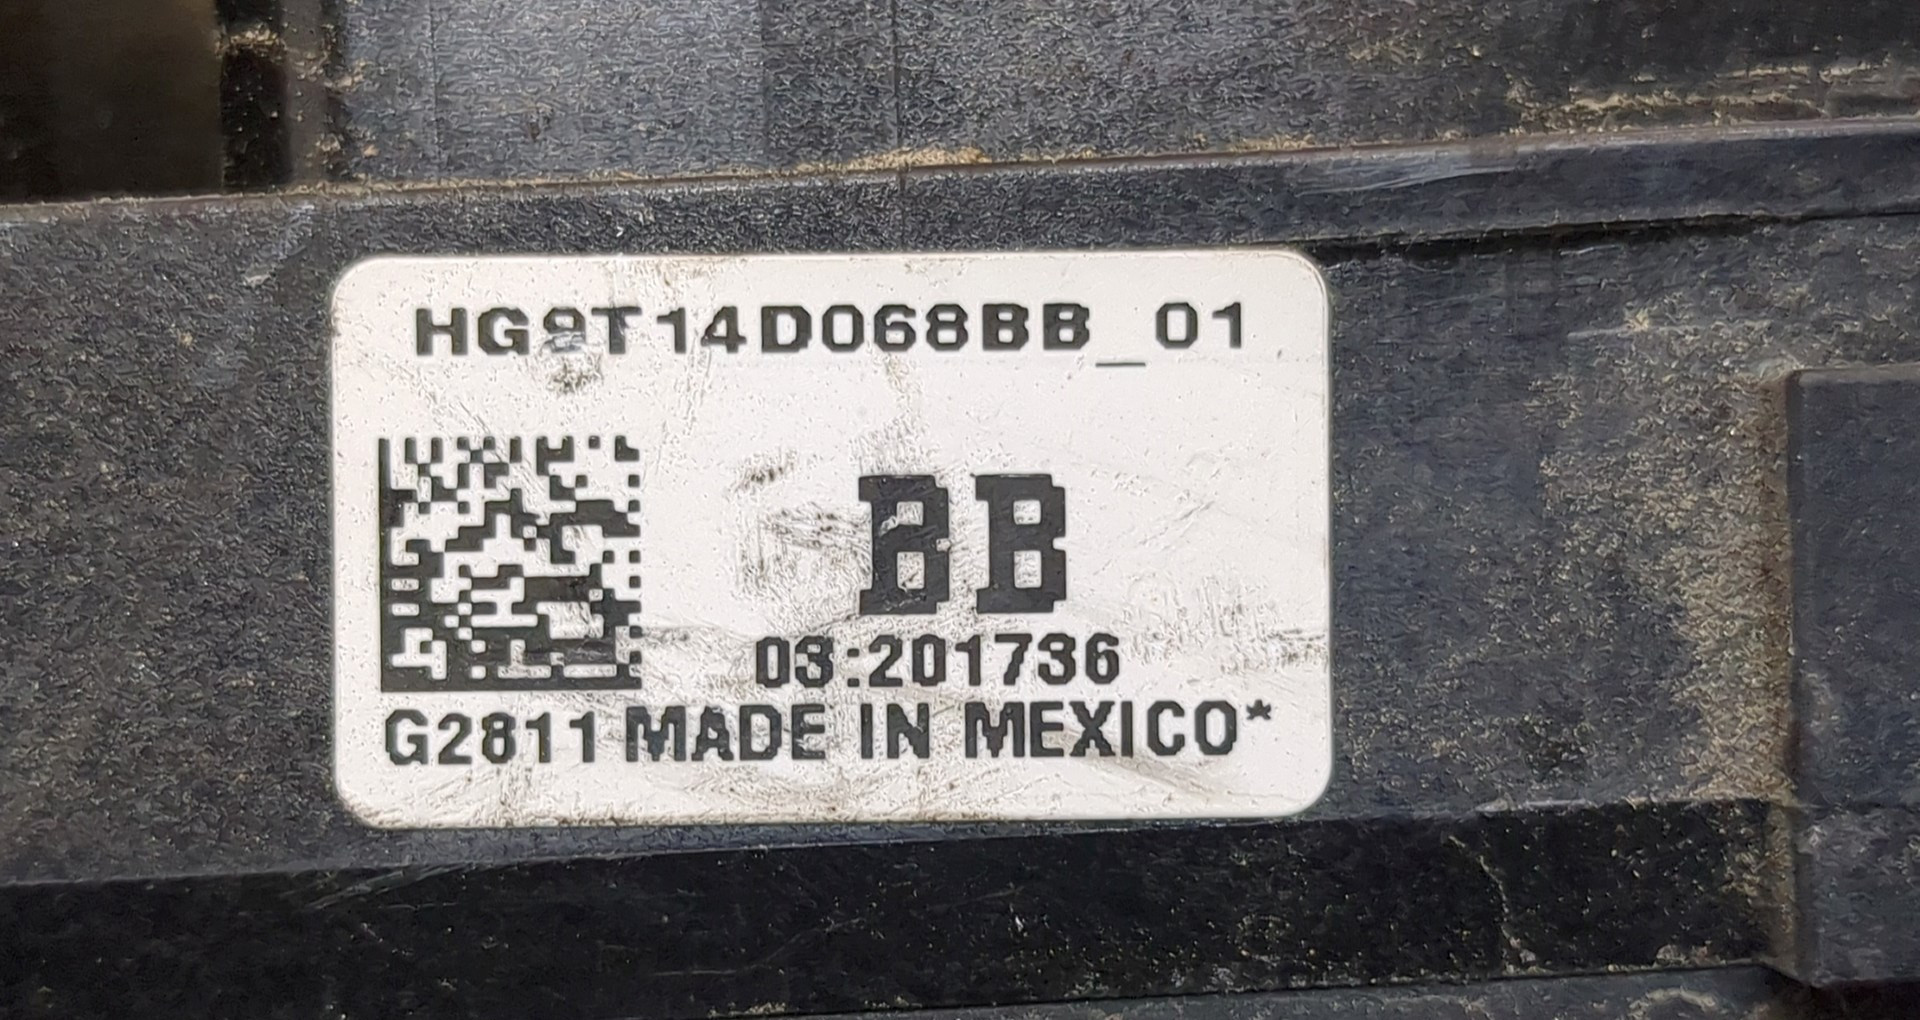 HG9T14D068BB_01
BB
03:201736
G2811 MADE IN MEXICO*